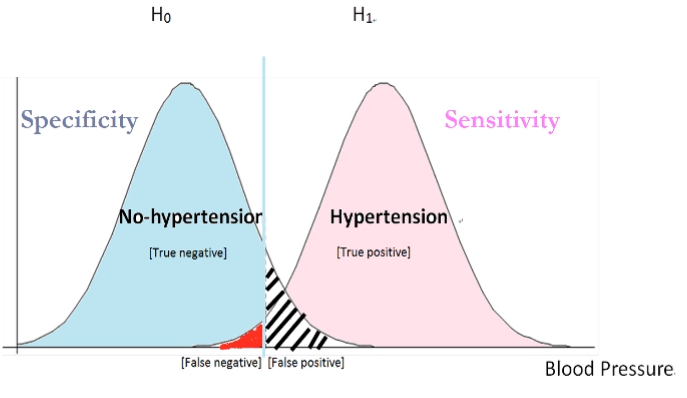 H₀ H₁.
Specificity Sensitivity
No-hypertension Hypertension
[True negative] [True positive]
[False negative] [False positive]
Blood Pressure